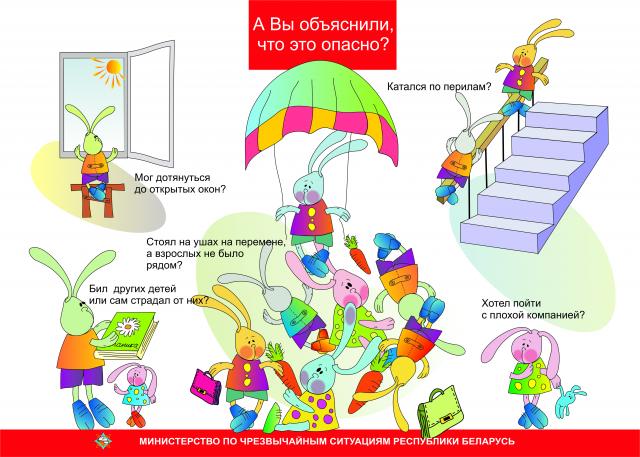 А Вы объяснили,
что это опасно?
Катался по перилам?
Мог дотянуться
до открытых окон?
Стоял на ушах на перемене,
а взрослых не было
рядом?
Бил других детей
или сам страдал от них?
Хотел пойти
с плохой компанией?
МИНИСТЕРСТВО ПО ЧРЕЗВЫЧАЙНЫМ СИТУАЦИЯМ РЕСПУБЛИКИ БЕЛАРУСЬ